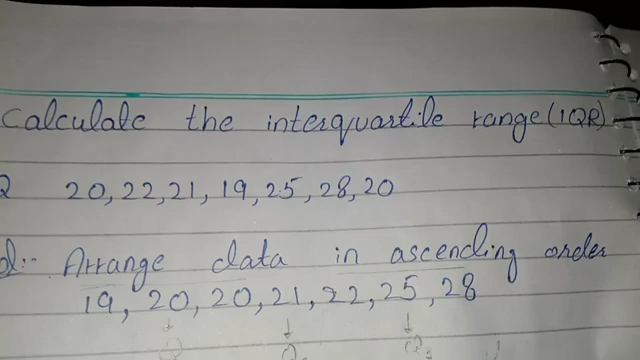 Calculate the interquartile range (IQR)
20, 22, 21, 19, 25, 28, 20
Arrange data in ascending order
19, 20, 20, 21, 22, 25, 28